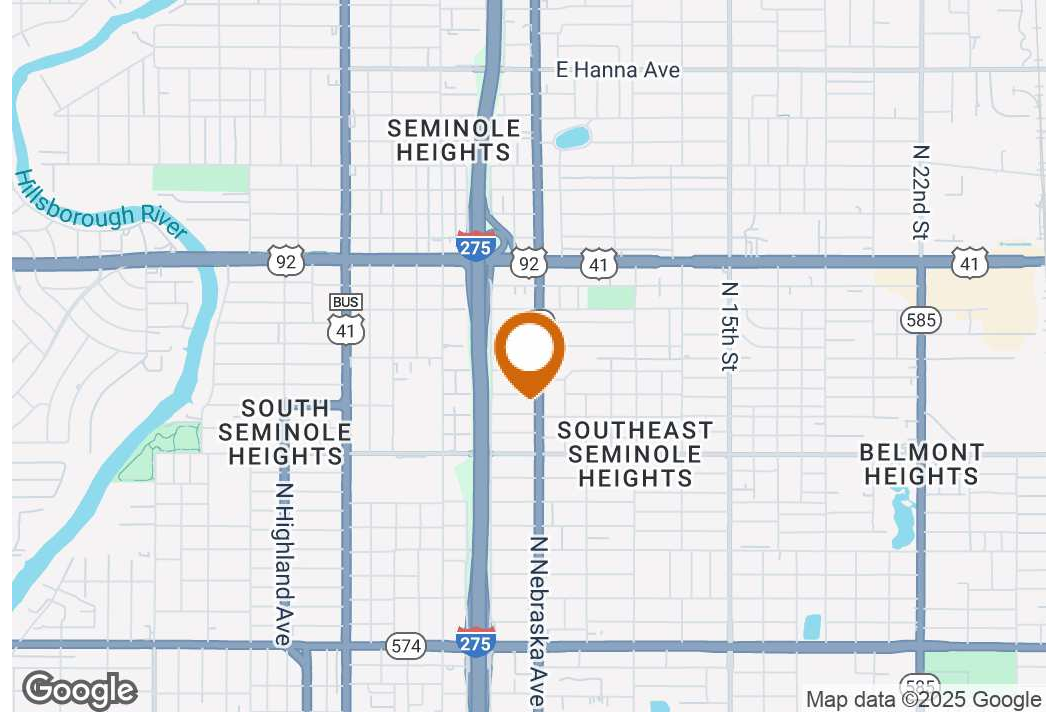 E Hanna Ave
SEMINOLE
HEIGHTS
N 22nd St
Hillsborough River
275
92
92
41
41
BUS
41
N 15th St
585
SOUTH
SEMINOLE
HEIGHTS
SOUTHEAST
SEMINOLE
HEIGHTS
BELMONT
HEIGHTS
N Highland Ave
N Nebraska Ave
574
275
585
Google
Map data ©2025 Google